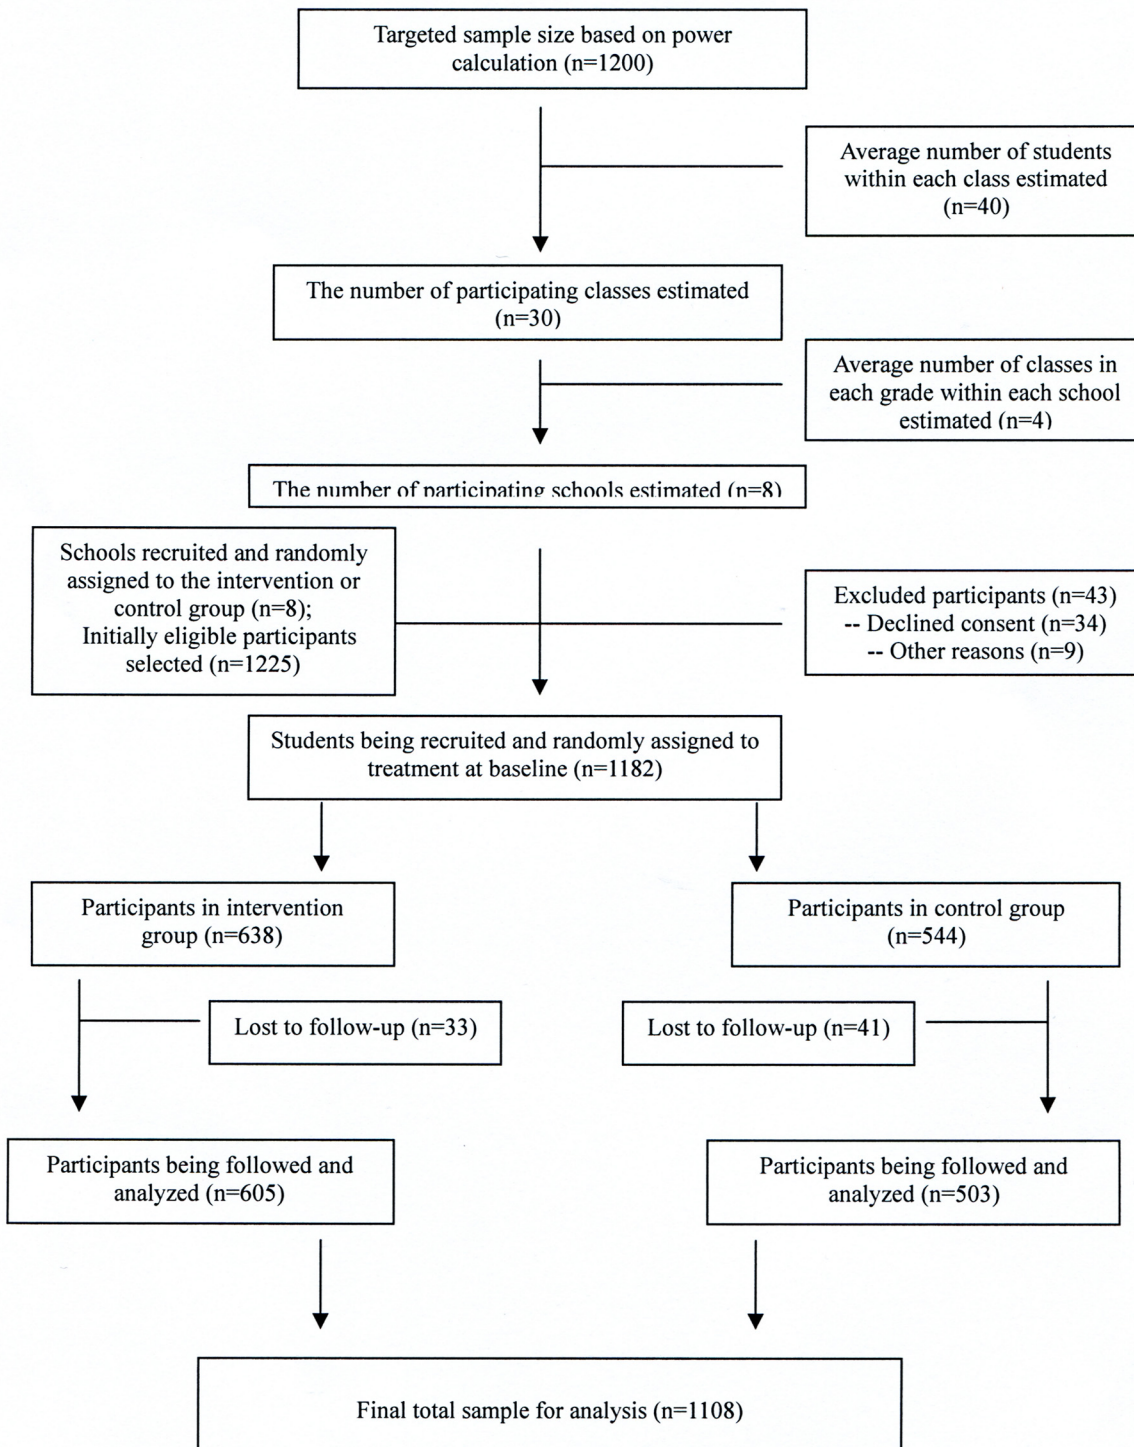 Targeted sample size based on power
calculation (n=1200)
Average number of students
within each class estimated
(n=40)
The number of participating classes estimated
(n=30)
Average number of classes in
each grade within each school
estimated (n=4)
The number of participating schools estimated (n=8)
Schools recruited and randomly
assigned to the intervention or
control group (n=8);
Initially eligible participants
selected (n=1225)
Excluded participants (n=43)
-- Declined consent (n=34)
-- Other reasons (n=9)
Students being recruited and randomly assigned to
treatment at baseline (n=1182)
Participants in intervention
group (n=638)
Participants in control group
(n=544)
Lost to follow-up (n=33)
Lost to follow-up (n=41)
Participants being followed and
analyzed (n=605)
Participants being followed and
analyzed (n=503)
Final total sample for analysis (n=1108)